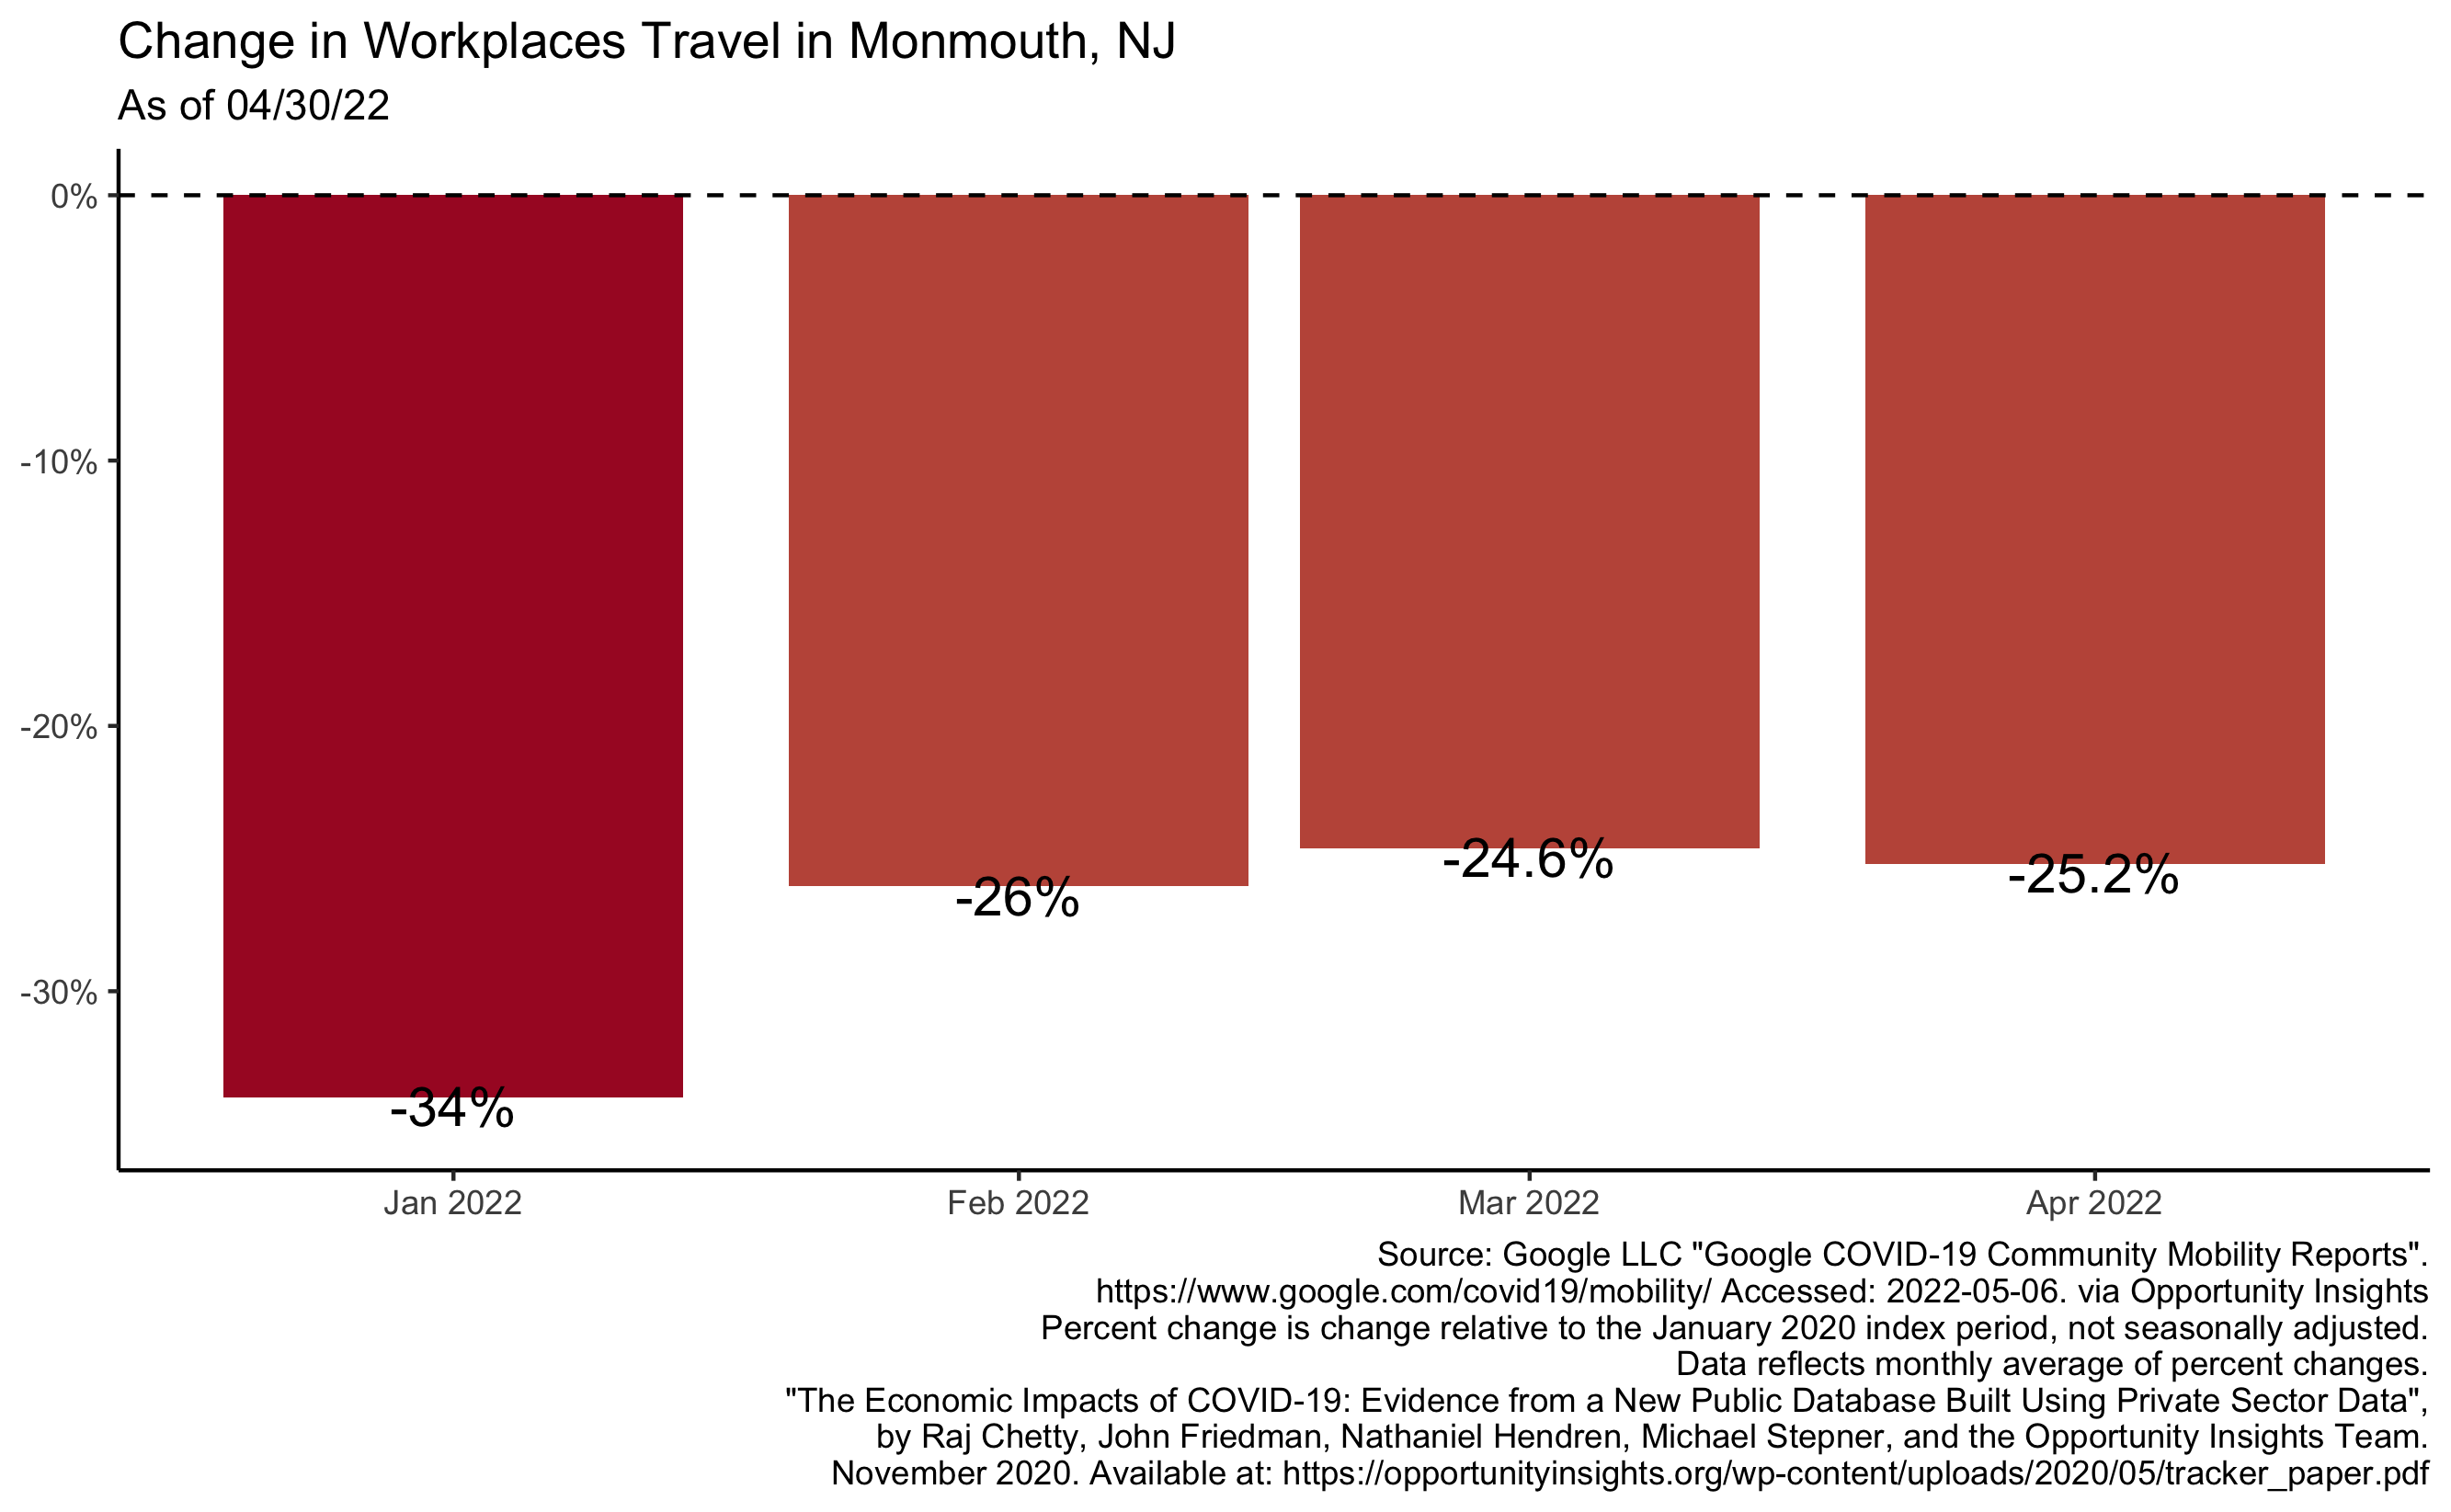 Change in Workplaces Travel in Monmouth, NJ
As of 04/30/22
0%
-10%
-20%
-30%
-34%
-26%
-24.6%
-25.2%
Jan 2022
Feb 2022
Mar 2022
Apr 2022
Source: Google LLC "Google COVID-19 Community Mobility Reports".
https://www.google.com/covid19/mobility/ Accessed: 2022-05-06. via Opportunity Insights
Percent change is change relative to the January 2020 index period, not seasonally adjusted.
Data reflects monthly average of percent changes.
"The Economic Impacts of COVID-19: Evidence from a New Public Database Built Using Private Sector Data",
by Raj Chetty, John Friedman, Nathaniel Hendren, Michael Stepner, and the Opportunity Insights Team.
November 2020. Available at: https://opportunityinsights.org/wp-content/uploads/2020/05/tracker_paper.pdf